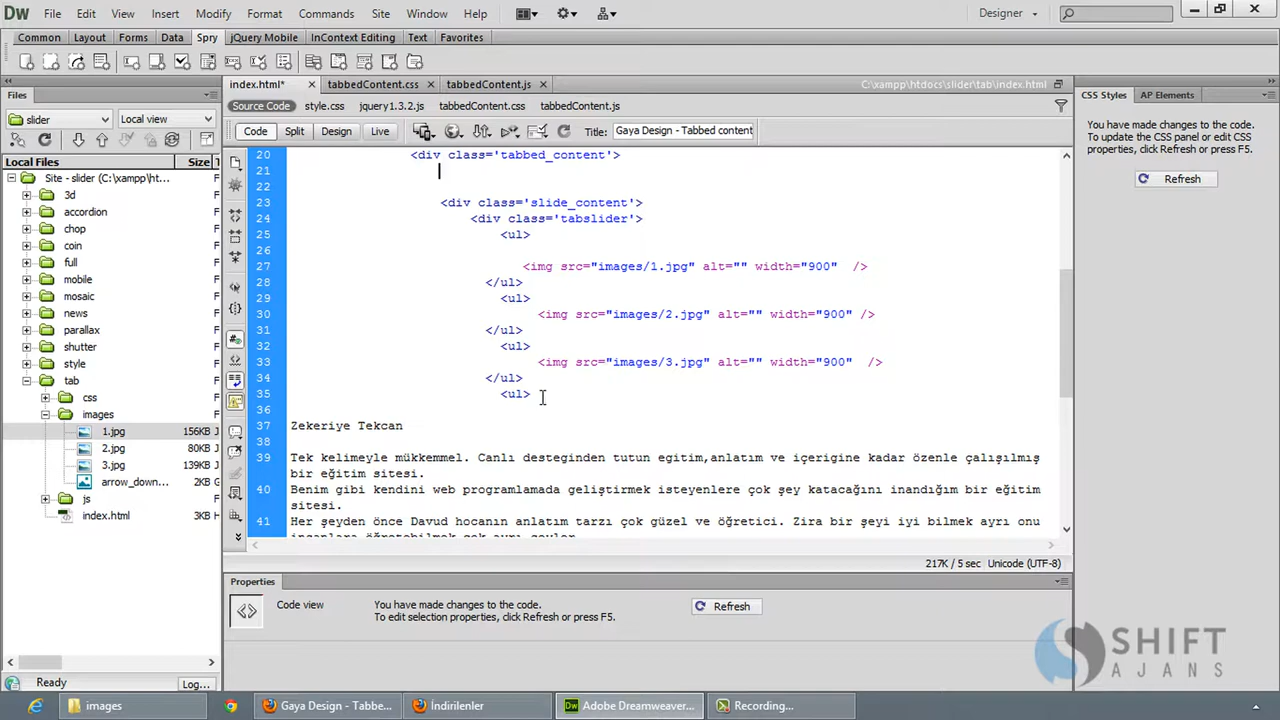 Dw File Edit View Insert Modify Format Commands Site Window Help Designer
Common Layout Forms Data Spry jQuery Mobile InContext Editing Text Favorites
Files
index.html* tabbedContent.css tabbedContent.js C:\xampp\htdocs\slider\tab\index.html
Source Code style.css jquery1.3.2.js tabbedContent.css tabbedContent.js
slider Local view
Code Split Design Live Title: Gaya Design - Tabbed content
CSS Styles AP Elements
You have made changes to the code.
To update the CSS panel or edit CSS
properties, click Refresh or press F5.
Refresh
Local Files Size
Site - slider (C:\xampp\ht... F
3d F
accordion F
chop F
coin F
full F
mobile F
mosaic F
news F
parallax F
shutter F
style F
tab F
css F
images F
1.jpg 156KB J
2.jpg 80KB J
3.jpg 139KB J
arrow_down... 2KB G
js F
index.html 3KB F
20 <div class='tabbed_content'>
21
22
23 <div class='slide_content'>
24 <div class='tabslider'>
25 <ul>
26
27 <img src="images/1.jpg" alt="" width="900" />
28 </ul>
29 <ul>
30 <img src="images/2.jpg" alt="" width="900" />
31 </ul>
32 <ul>
33 <img src="images/3.jpg" alt="" width="900" />
34 </ul>
35 <ul>
36
37 Zekeriye Tekcan
38
39 Tek kelimeyle mükkemmel. Canlı desteginden tutun egitim,anlatım ve içerigine kadar özenle çalışılmış
bir eğitim sitesi.
40 Benim gibi kendini web programlamada geliştirmek isteyenlere çok şey katacağını inandığım bir eğitim
sitesi.
41 Her şeyden önce Davud hocanın anlatım tarzı çok güzel ve öğretici. Zira bir şeyi iyi bilmek ayrı onu
217K / 5 sec Unicode (UTF-8)
Properties
Code view You have made changes to the code.
To edit selection properties, click Refresh or press F5.
Refresh
Ready Log...
SHIFT
AJANS
images Gaya Design - Tabbe... İndirilenler Dw Adobe Dreamweaver... Recording...